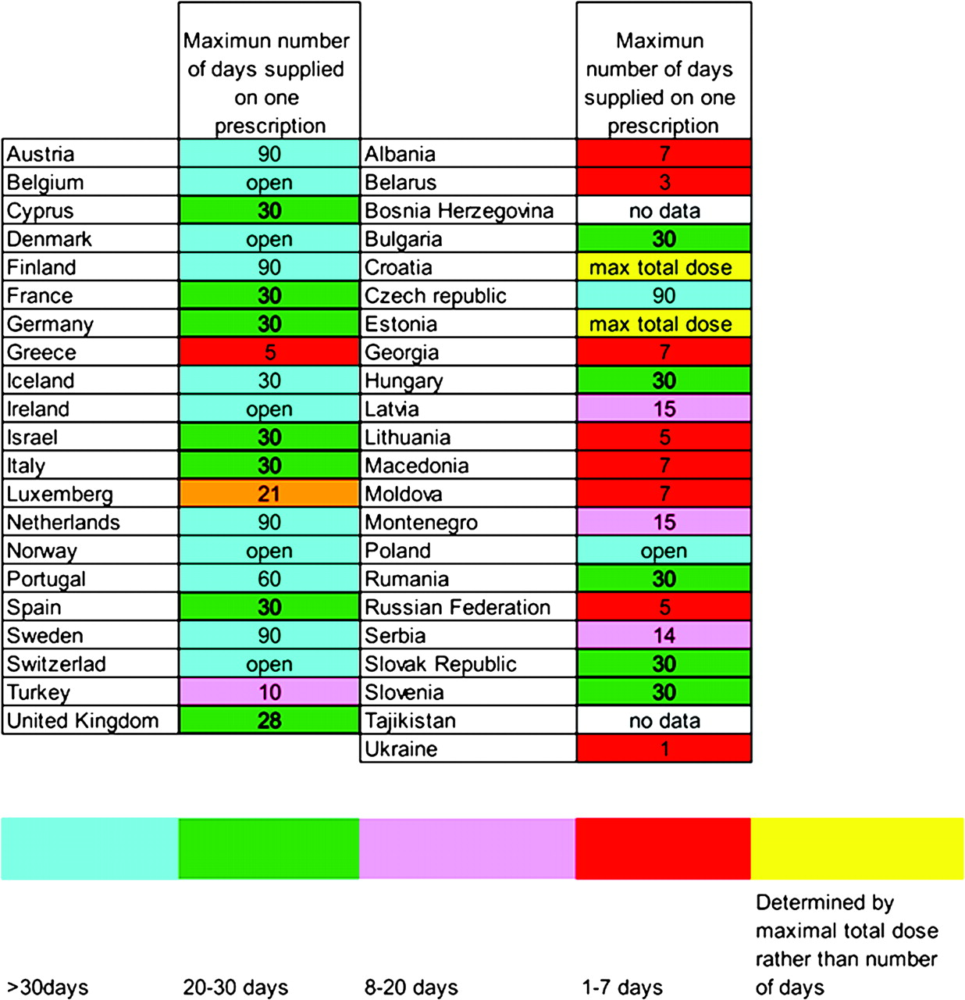 Maximun number
of days supplied
on one
prescription
Maximun
number of days
supplied on one
prescription
Austria 90 Albania 7
Belgium open Belarus 3
Cyprus 30 Bosnia Herzegovina no data
Denmark open Bulgaria 30
Finland 90 Croatia max total dose
France 30 Czech republic 90
Germany 30 Estonia max total dose
Greece 5 Georgia 7
Iceland 30 Hungary 30
Ireland open Latvia 15
Israel 30 Lithuania 5
Italy 30 Macedonia 7
Luxemberg 21 Moldova 7
Netherlands 90 Montenegro 15
Norway open Poland open
Portugal 60 Rumania 30
Spain 30 Russian Federation 5
Sweden 90 Serbia 14
Switzerlad open Slovak Republic 30
Turkey 10 Slovenia 30
United Kingdom 28 Tajikistan no data
Ukraine 1
>30days
20-30 days
8-20 days
1-7 days
Determined by
maximal total dose
rather than number
of days